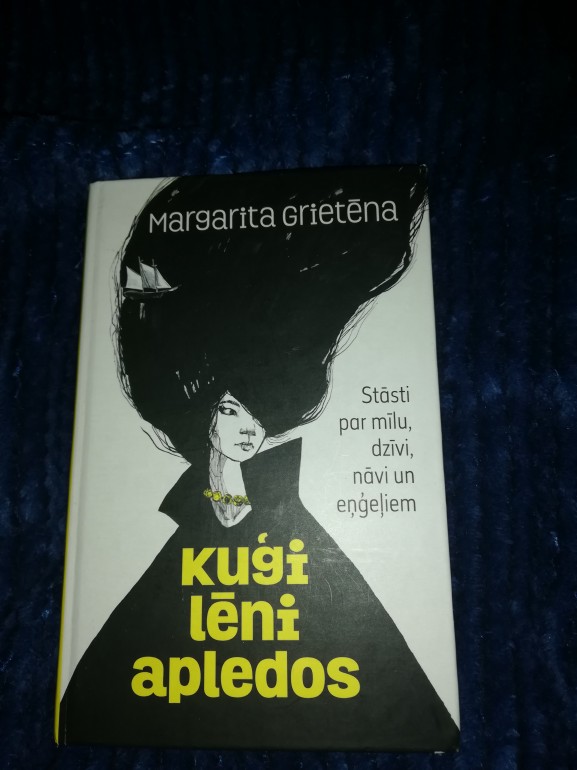 Margarita Grietēna
Stāsti
par mīlu,
dzīvi,
nāvi un
eņģeļiem
Kuģi
lēni
apledos